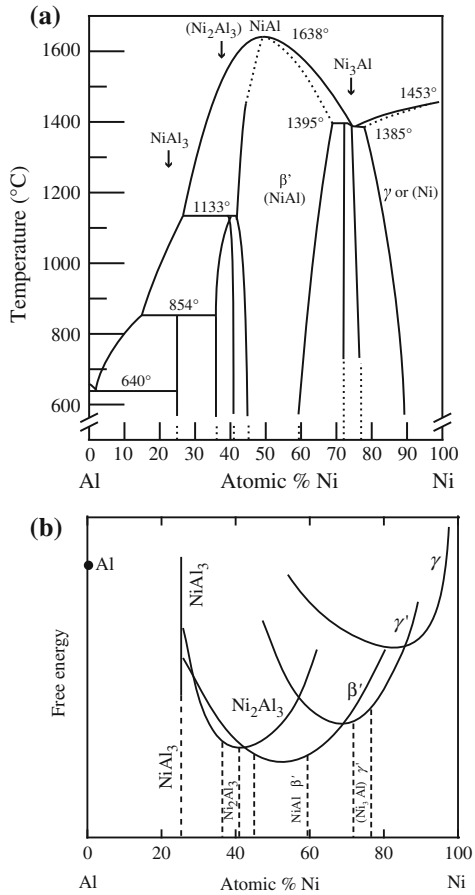 (a)
(Ni2Al3)
NiAl
1638°
Ni3Al
1453°
NiAl3
1395°
1385°
1133°
β'
(NiAl)
γ or (Ni)
854°
640°
Temperature (°C)
1600
1400
1200
1000
800
600
0 10 20 30 40 50 60 70 80 90 100
Al Atomic % Ni Ni
(b)
Al
NiAl3
γ
γ'
Ni2Al3
β'
Free energy
NiAl3
Ni2Al3
NiAl β'
(Ni3 Al) γ'
0 20 40 60 80 100
Al Atomic % Ni Ni